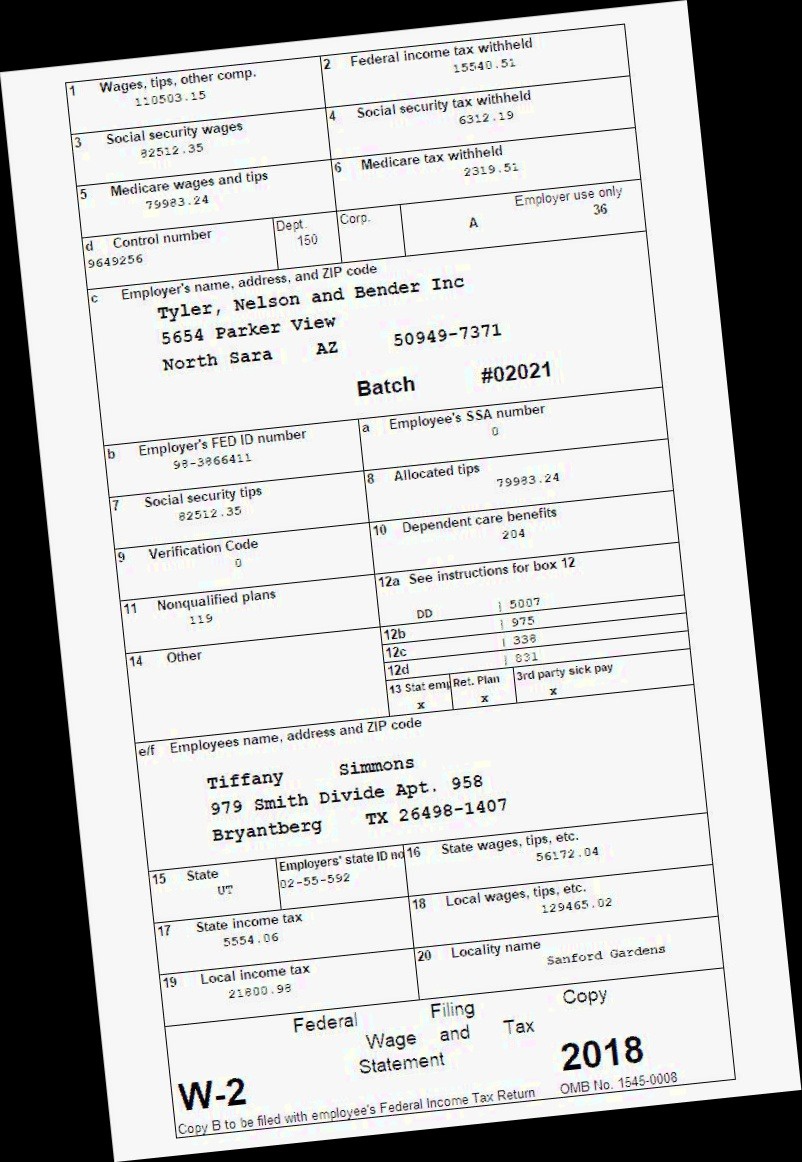 1 Wages, tips, other comp. 2 Federal income tax withheld
110503.15 15540.51
3 Social security wages 4 Social security tax withheld
82512.35 6312.19
5 Medicare wages and tips 6 Medicare tax withheld
79983.24 2319.51
d Control number Dept. Corp. Employer use only
9649256 150 A 36
c Employer's name, address, and ZIP code
Tyler, Nelson and Bender Inc
5654 Parker View
North Sara AZ 50949-7371
Batch #02021
b Employer's FED ID number a Employee's SSA number
98-3866411 0
7 Social security tips 8 Allocated tips
82512.35 79983.24
9 Verification Code 10 Dependent care benefits
0 204
11 Nonqualified plans 12a See instructions for box 12
119 DD | 5007
14 Other 12b | 975
12c | 338
12d | 831
13 Stat emp Ret. Plan 3rd party sick pay
x x x
e/f Employees name, address and ZIP code
Tiffany Simmons
979 Smith Divide Apt. 958
Bryantberg TX 26498-1407
15 State Employers' state ID no 16 State wages, tips, etc.
UT 02-55-592 56172.04
17 State income tax 18 Local wages, tips, etc.
5554.06 129465.02
19 Local income tax 20 Locality name
21800.98 Sanford Gardens
Federal Filing Copy
Wage and Tax
Statement
W-2 2018
Copy B to be filed with employee's Federal Income Tax Return OMB No. 1545-0008